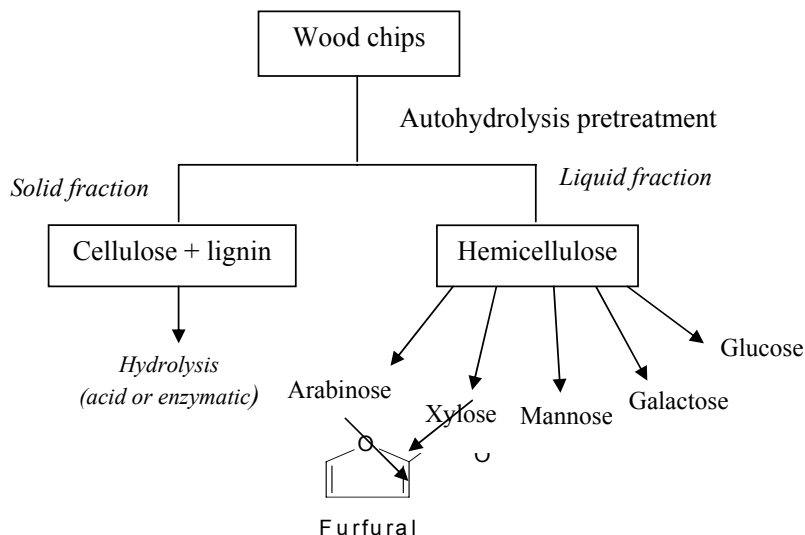 Wood chips
Autohydrolysis pretreatment
Solid fraction
Liquid fraction
Cellulose + lignin
Hemicellulose
Hydrolysis
(acid or enzymatic)
Arabinose
Xylose
Mannose
Galactose
Glucose
O
O
Furfural